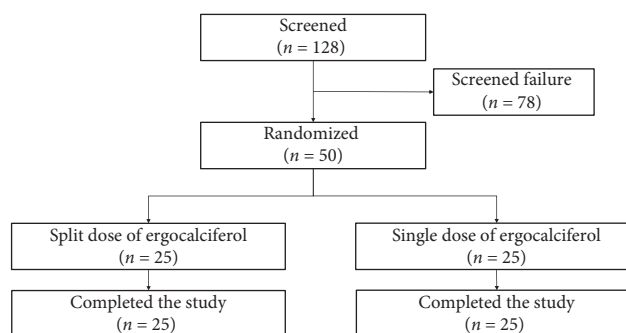 Screened
(n = 128)
Screened failure
(n = 78)
Randomized
(n = 50)
Split dose of ergocalciferol
(n = 25)
Single dose of ergocalciferol
(n = 25)
Completed the study
(n = 25)
Completed the study
(n = 25)